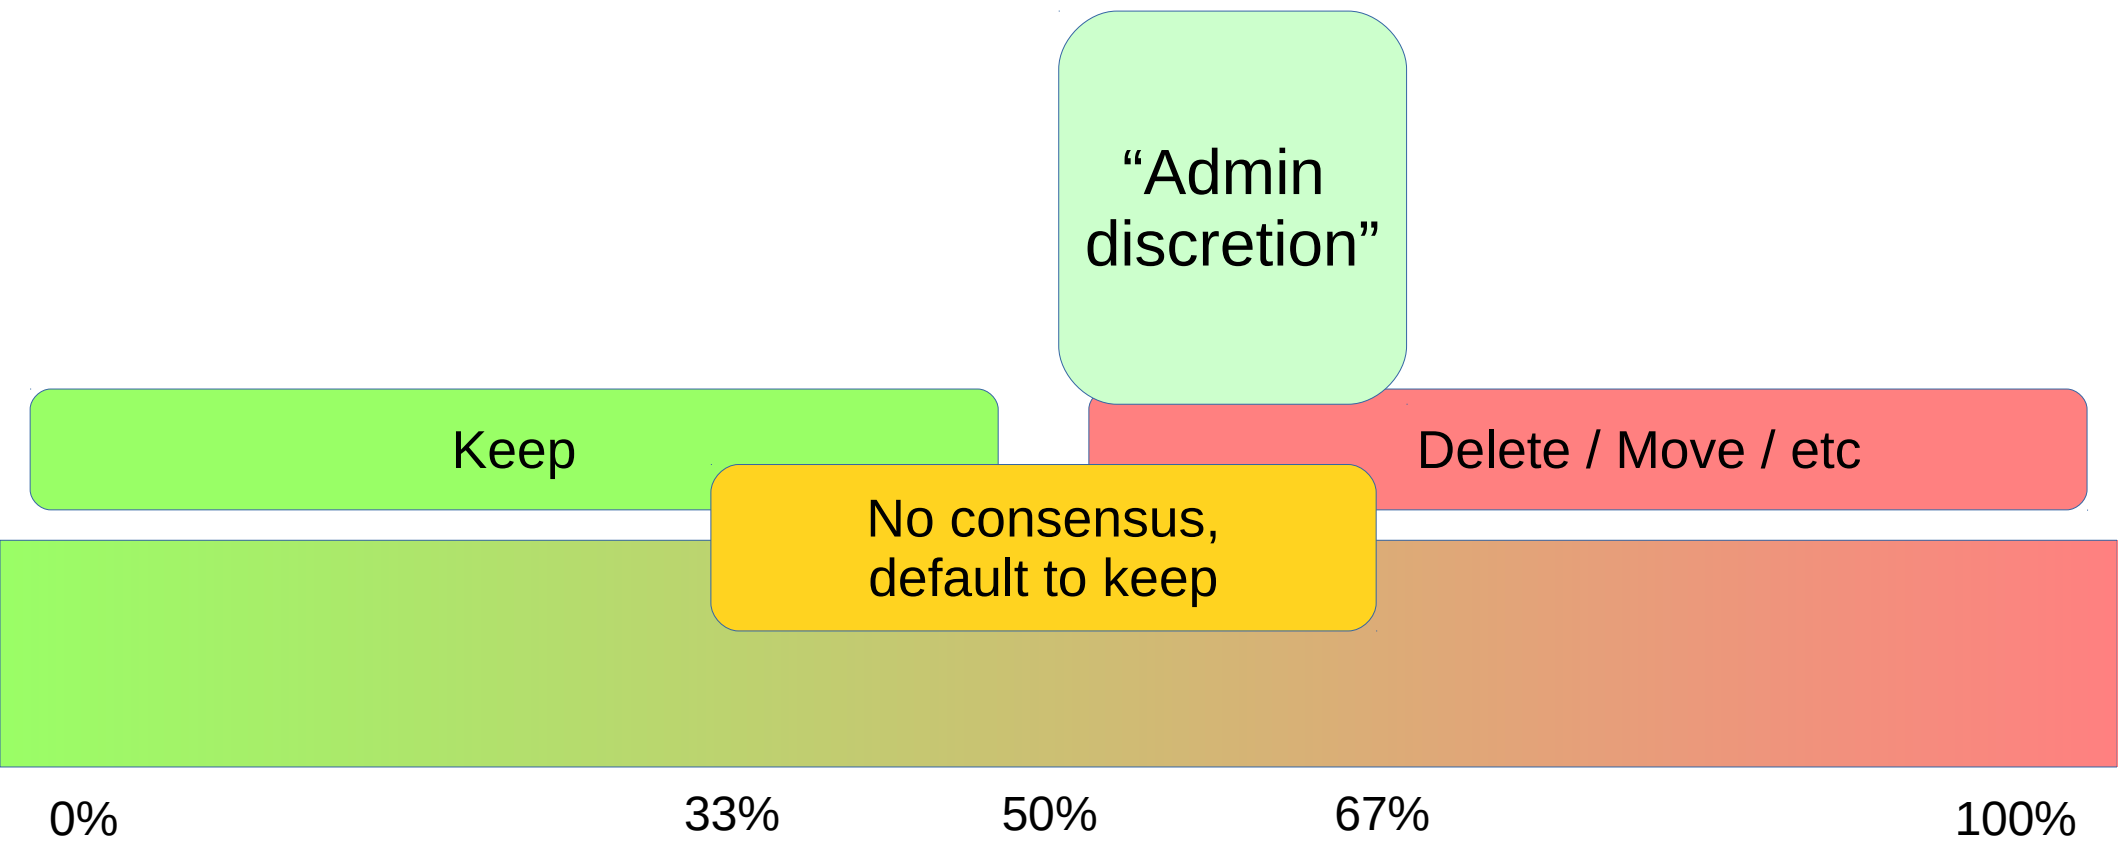 “Admin
discretion”
Keep
Delete / Move / etc
No consensus,
default to keep
0%
33%
50%
67%
100%